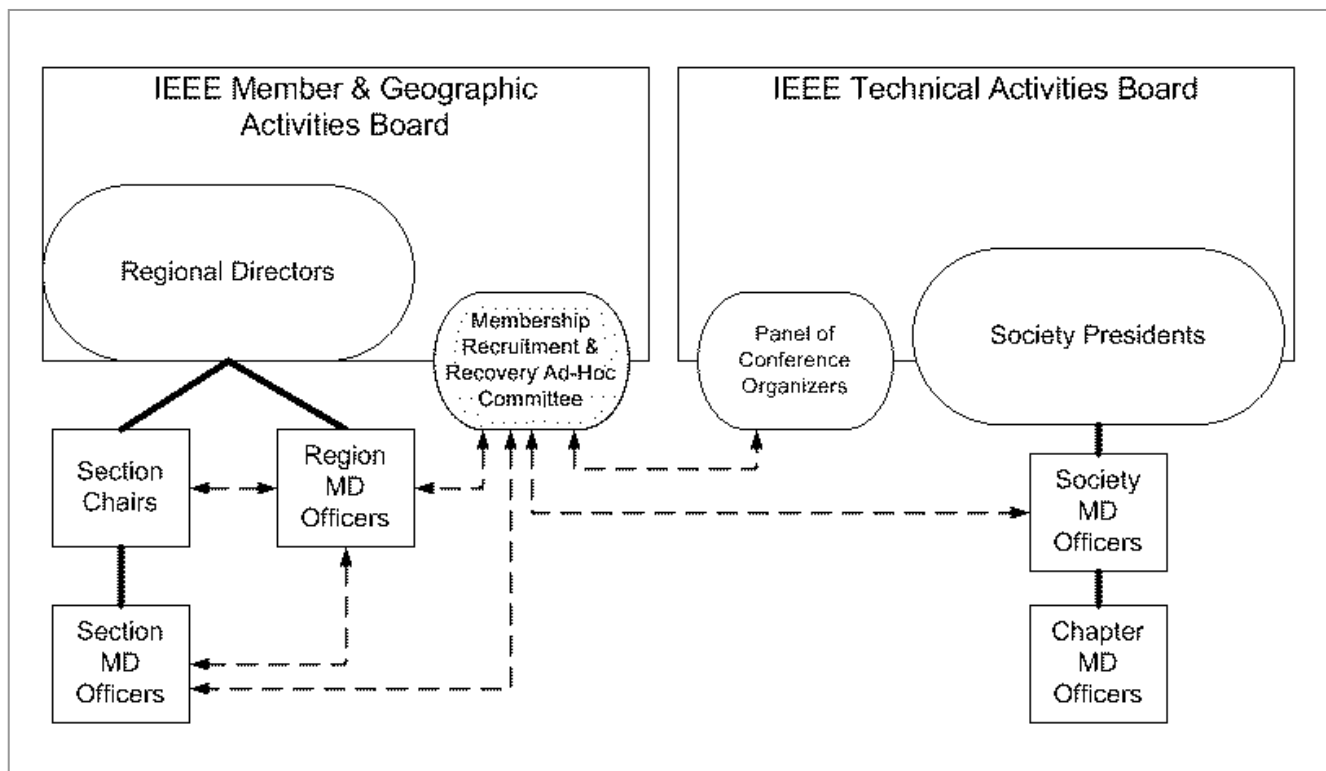 IEEE Member & Geographic
Activities Board
IEEE Technical Activities Board
Regional Directors
Membership
Recruitment &
Recovery Ad-Hoc
Committee
Panel of
Conference
Organizers
Society Presidents
Section
Chairs
Region
MD
Officers
Society
MD
Officers
Section
MD
Officers
Chapter
MD
Officers